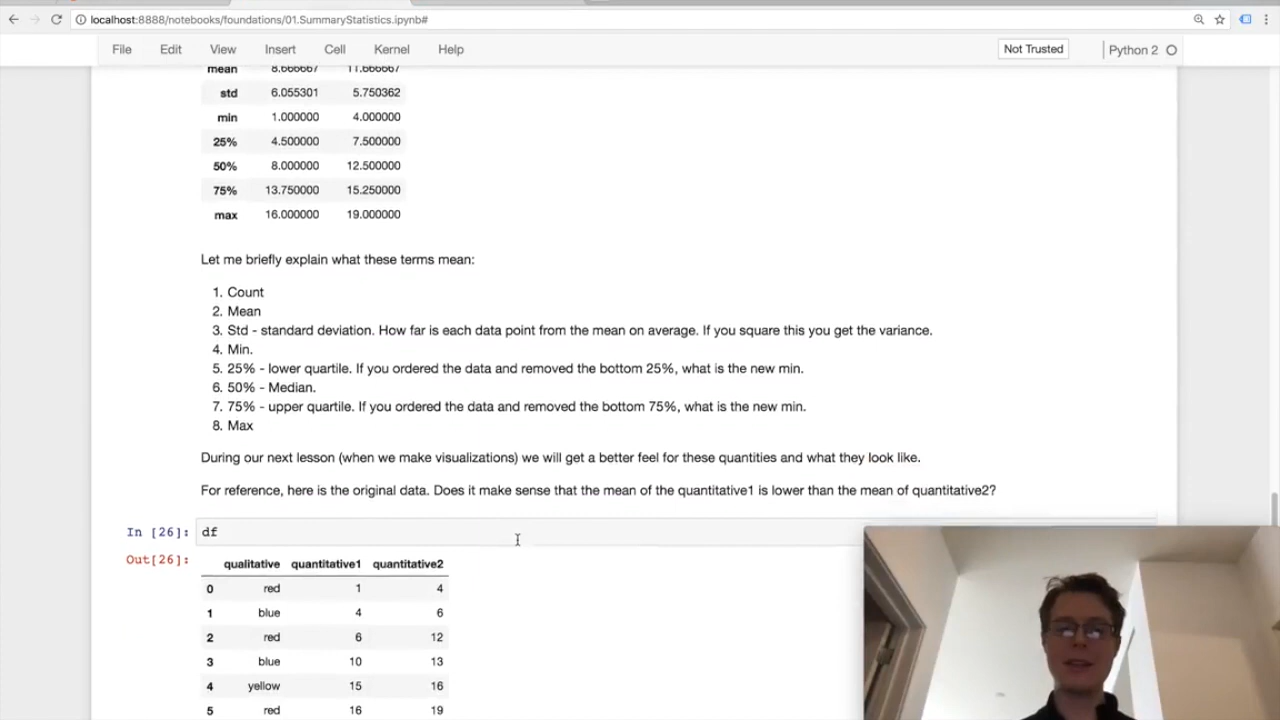 localhost:8888/notebooks/foundations/01.SummaryStatistics.ipynb#
File Edit View Insert Cell Kernel Help Not Trusted Python 2
mean 8.666667 11.666667
std 6.055301 5.750362
min 1.000000 4.000000
25% 4.500000 7.500000
50% 8.000000 12.500000
75% 13.750000 15.250000
max 16.000000 19.000000
Let me briefly explain what these terms mean:
1. Count
2. Mean
3. Std - standard deviation. How far is each data point from the mean on average. If you square this you get the variance.
4. Min.
5. 25% - lower quartile. If you ordered the data and removed the bottom 25%, what is the new min.
6. 50% - Median.
7. 75% - upper quartile. If you ordered the data and removed the bottom 75%, what is the new min.
8. Max
During our next lesson (when we make visualizations) we will get a better feel for these quantities and what they look like.
For reference, here is the original data. Does it make sense that the mean of the quantitative1 is lower than the mean of quantitative2?
In [26]: df
Out[26]:
qualitative quantitative1 quantitative2
0 red 1 4
1 blue 4 6
2 red 6 12
3 blue 10 13
4 yellow 15 16
5 red 16 19